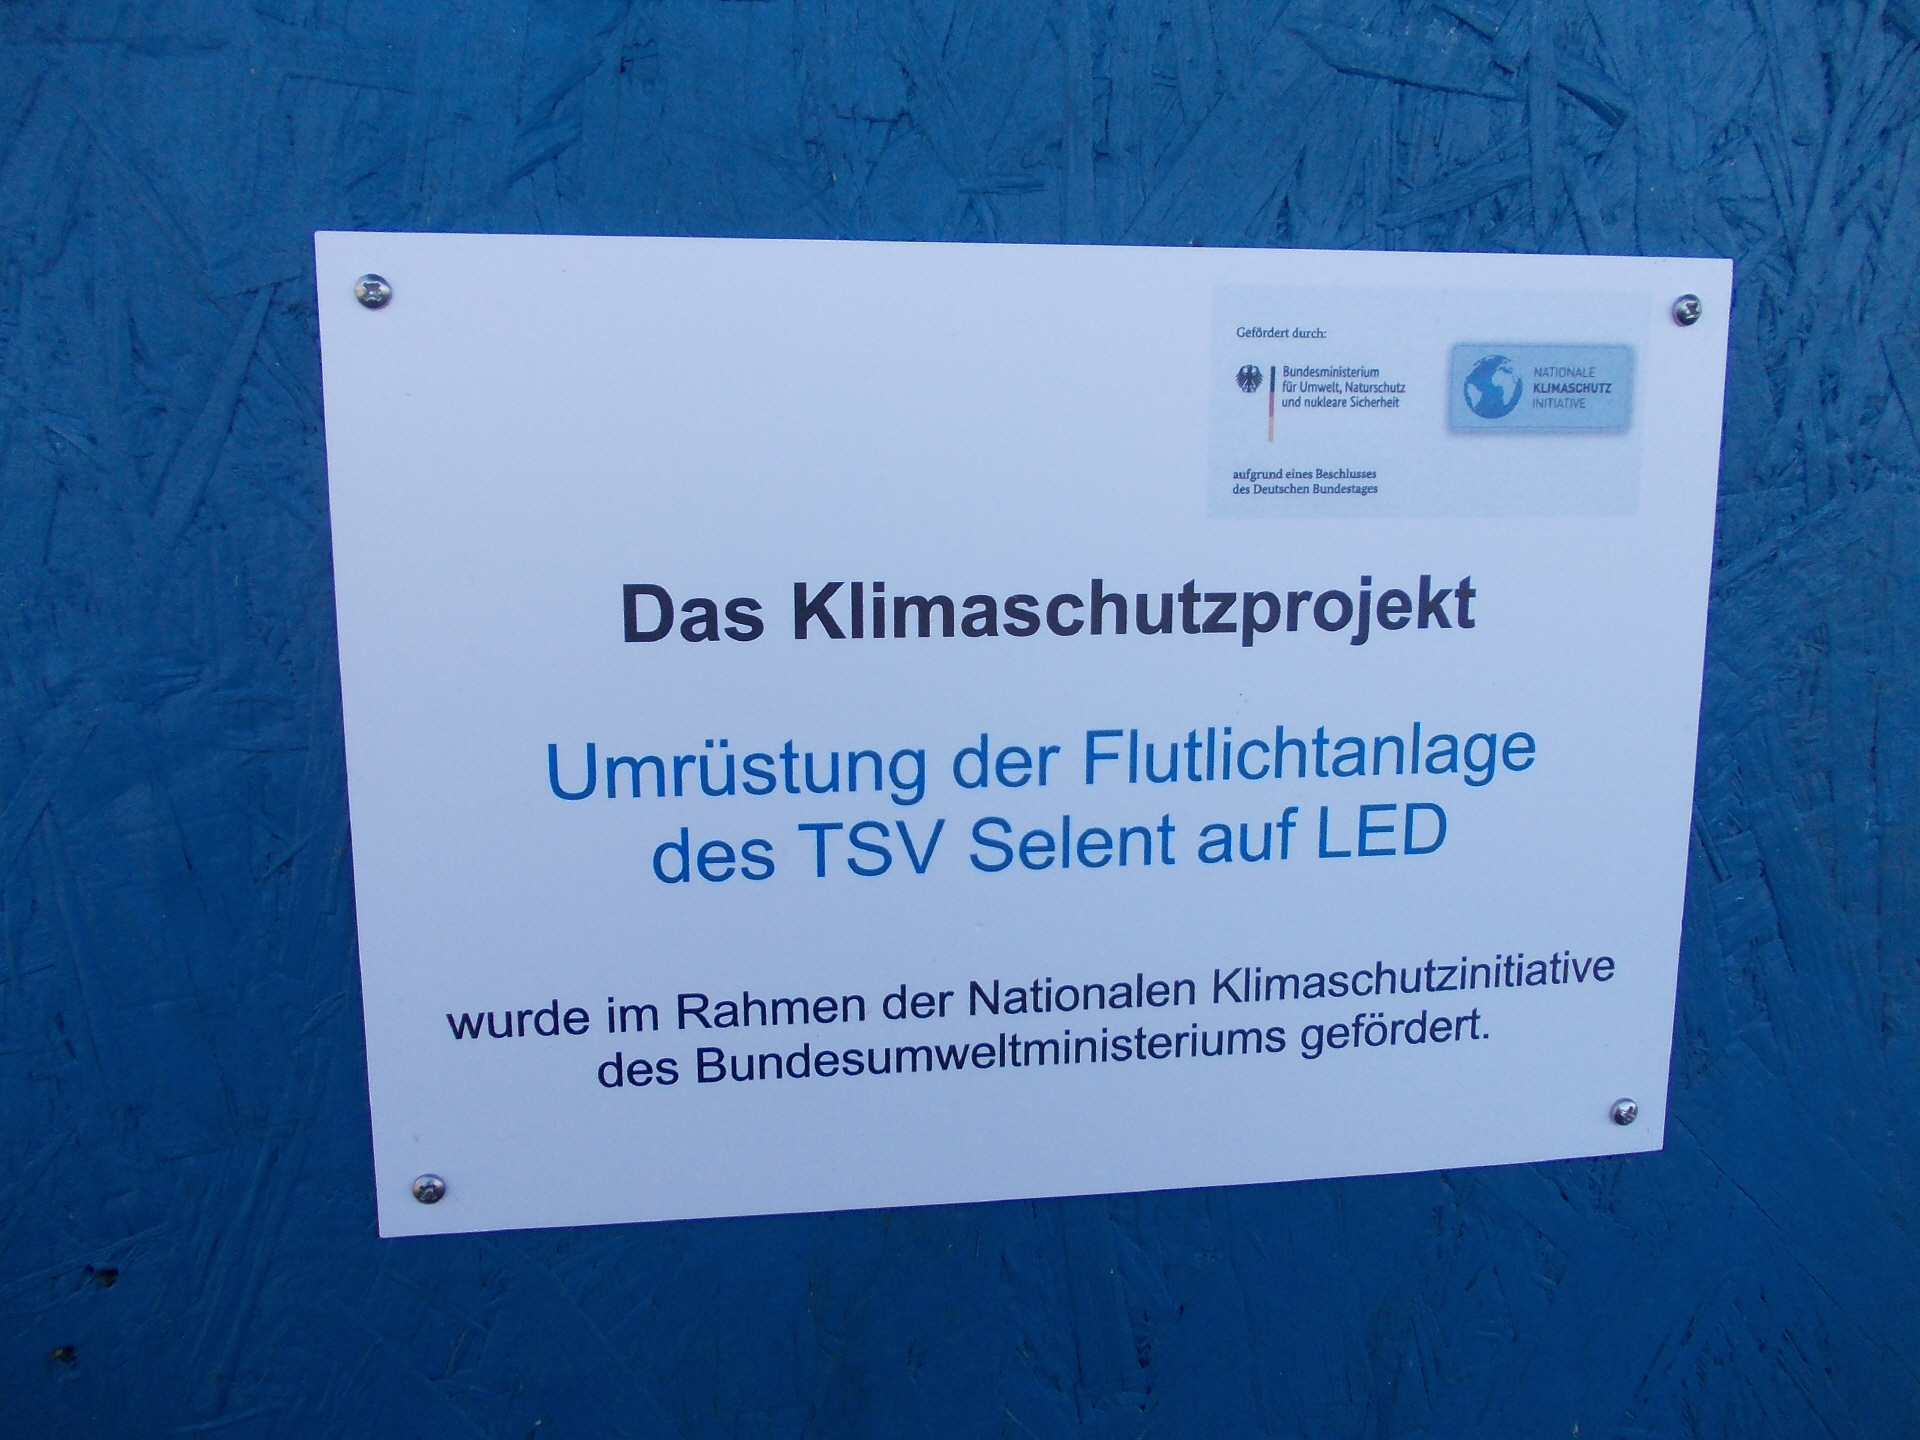 Gefördert durch:
Bundesministerium
für Umwelt, Naturschutz
und nukleare Sicherheit
NATIONALE
KLIMASCHUTZ
INITIATIVE
aufgrund eines Beschlusses
des Deutschen Bundestages
Das Klimaschutzprojekt
Umrüstung der Flutlichtanlage
des TSV Selent auf LED
wurde im Rahmen der Nationalen Klimaschutzinitiative
des Bundesumweltministeriums gefördert.